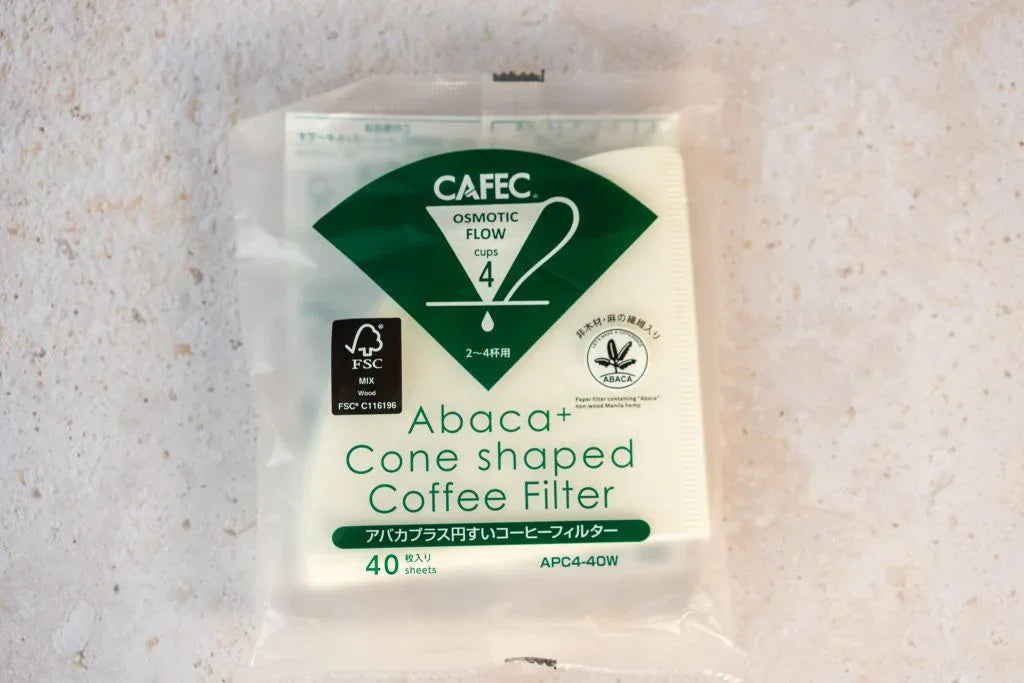 CAFEC®
OSMOTIC
FLOW
cups
4
2〜4杯用
FSC®
MIX
Wood
FSC® C116196
非木材・麻の繊維入り
LET'S MAKE A DIFFERENCE
ABACA
Paper filter containing "Abaca"
non-wood Manila hemp
Abaca+
Cone shaped
Coffee Filter
アバカプラス円すいコーヒーフィルター
40 枚入り
sheets
APC4-40W